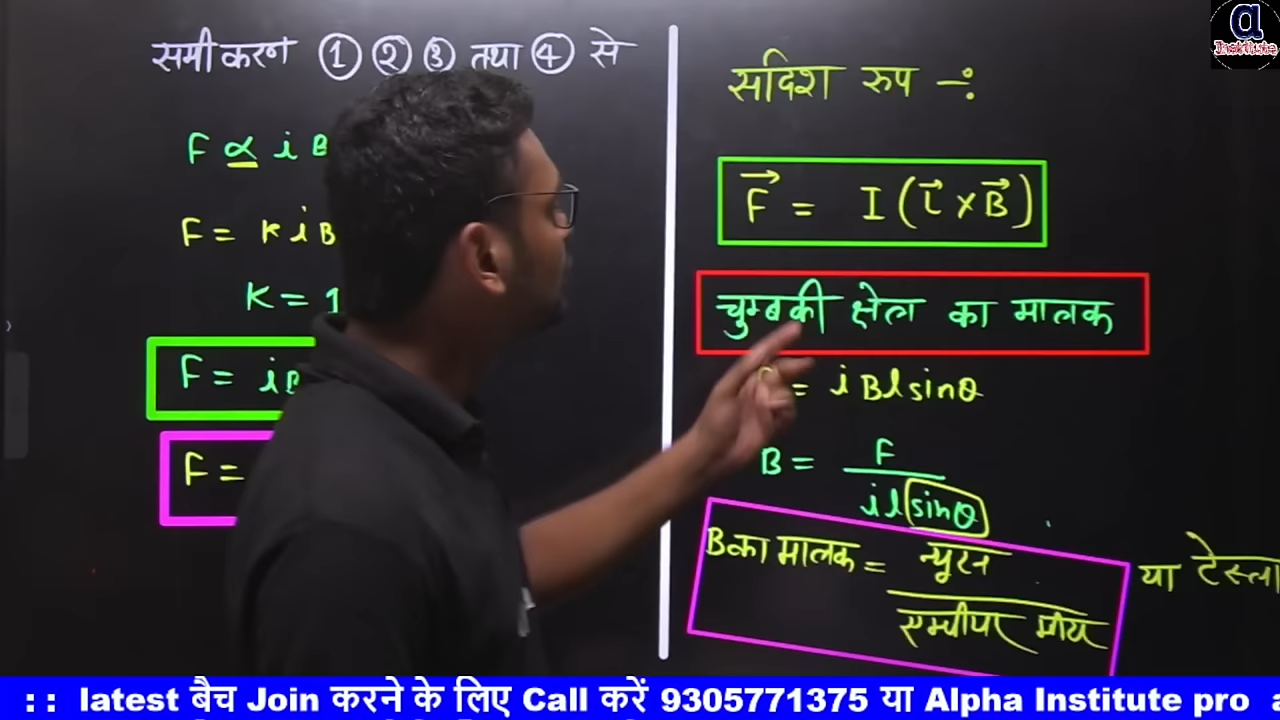 समीकरण ① ② ③ तथा ④ से
F α i B
F = K i B
K = 1
F = i B
F =
सदिश रुप -:
F⃗ = I (l⃗ × B⃗)
चुम्बकी क्षेत्र का मात्रक
= i B l sinθ
B = F / i l sinθ
B का मात्रक = न्यूटन / एम्पीयर मीटर या टेस्ला
a
Institute
: : latest बैच Join करने के लिए Call करें 9305771375 या Alpha Institute pro